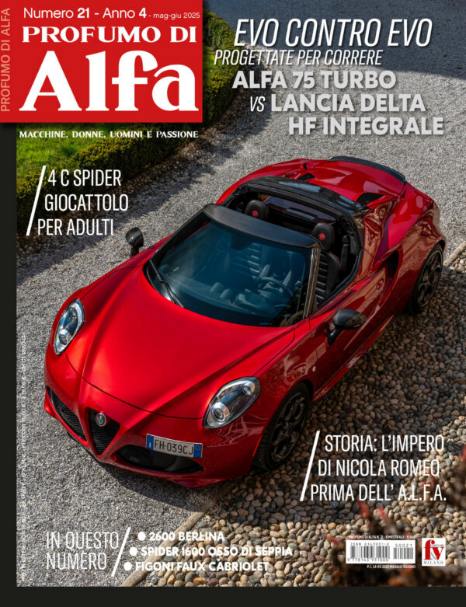 PROFUMO DI ALFA
Numero 21 - Anno 4 - mag-giu 2025
PROFUMO DI
Alfa
MACCHINE, DONNE, UOMINI E PASSIONE
EVO CONTRO EVO
PROGETTATE PER CORRERE
ALFA 75 TURBO
VS LANCIA DELTA
HF INTEGRALE
4 C SPIDER
GIOCATTOLO
PER ADULTI
FH·039CJ
STORIA: L'IMPERO
DI NICOLA ROMEO
PRIMA DELL' A.L.F.A.
IN QUESTO
NUMERO
● 2600 BERLINA
● SPIDER 1600 OSSO DI SEPPIA
● FIGONI FAUX CABRIOLET
fv